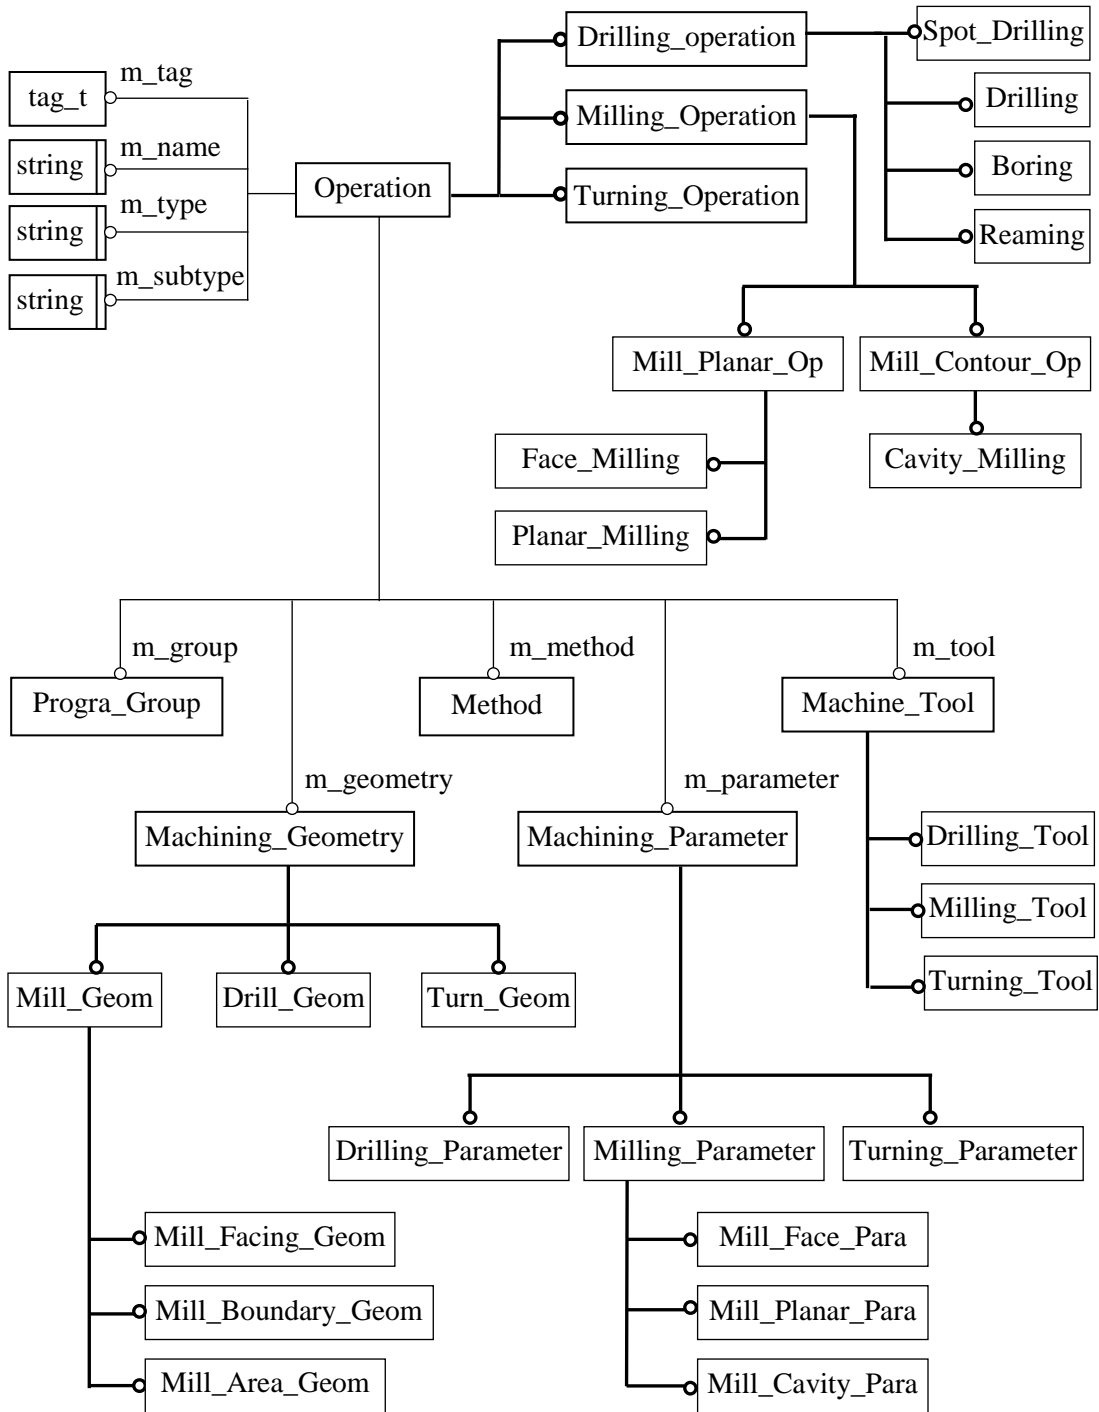 Drilling_operation
Spot_Drilling
m_tag
tag_t
Drilling
Milling_Operation
m_name
string
Boring
Operation
Turning_Operation
m_type
string
Reaming
m_subtype
string
Mill_Planar_Op
Mill_Contour_Op
Face_Milling
Cavity_Milling
Planar_Milling
m_group
m_method
m_tool
Progra_Group
Method
Machine_Tool
m_geometry
m_parameter
Machining_Geometry
Machining_Parameter
Drilling_Tool
Milling_Tool
Turning_Tool
Mill_Geom
Drill_Geom
Turn_Geom
Drilling_Parameter
Milling_Parameter
Turning_Parameter
Mill_Facing_Geom
Mill_Face_Para
Mill_Boundary_Geom
Mill_Planar_Para
Mill_Area_Geom
Mill_Cavity_Para